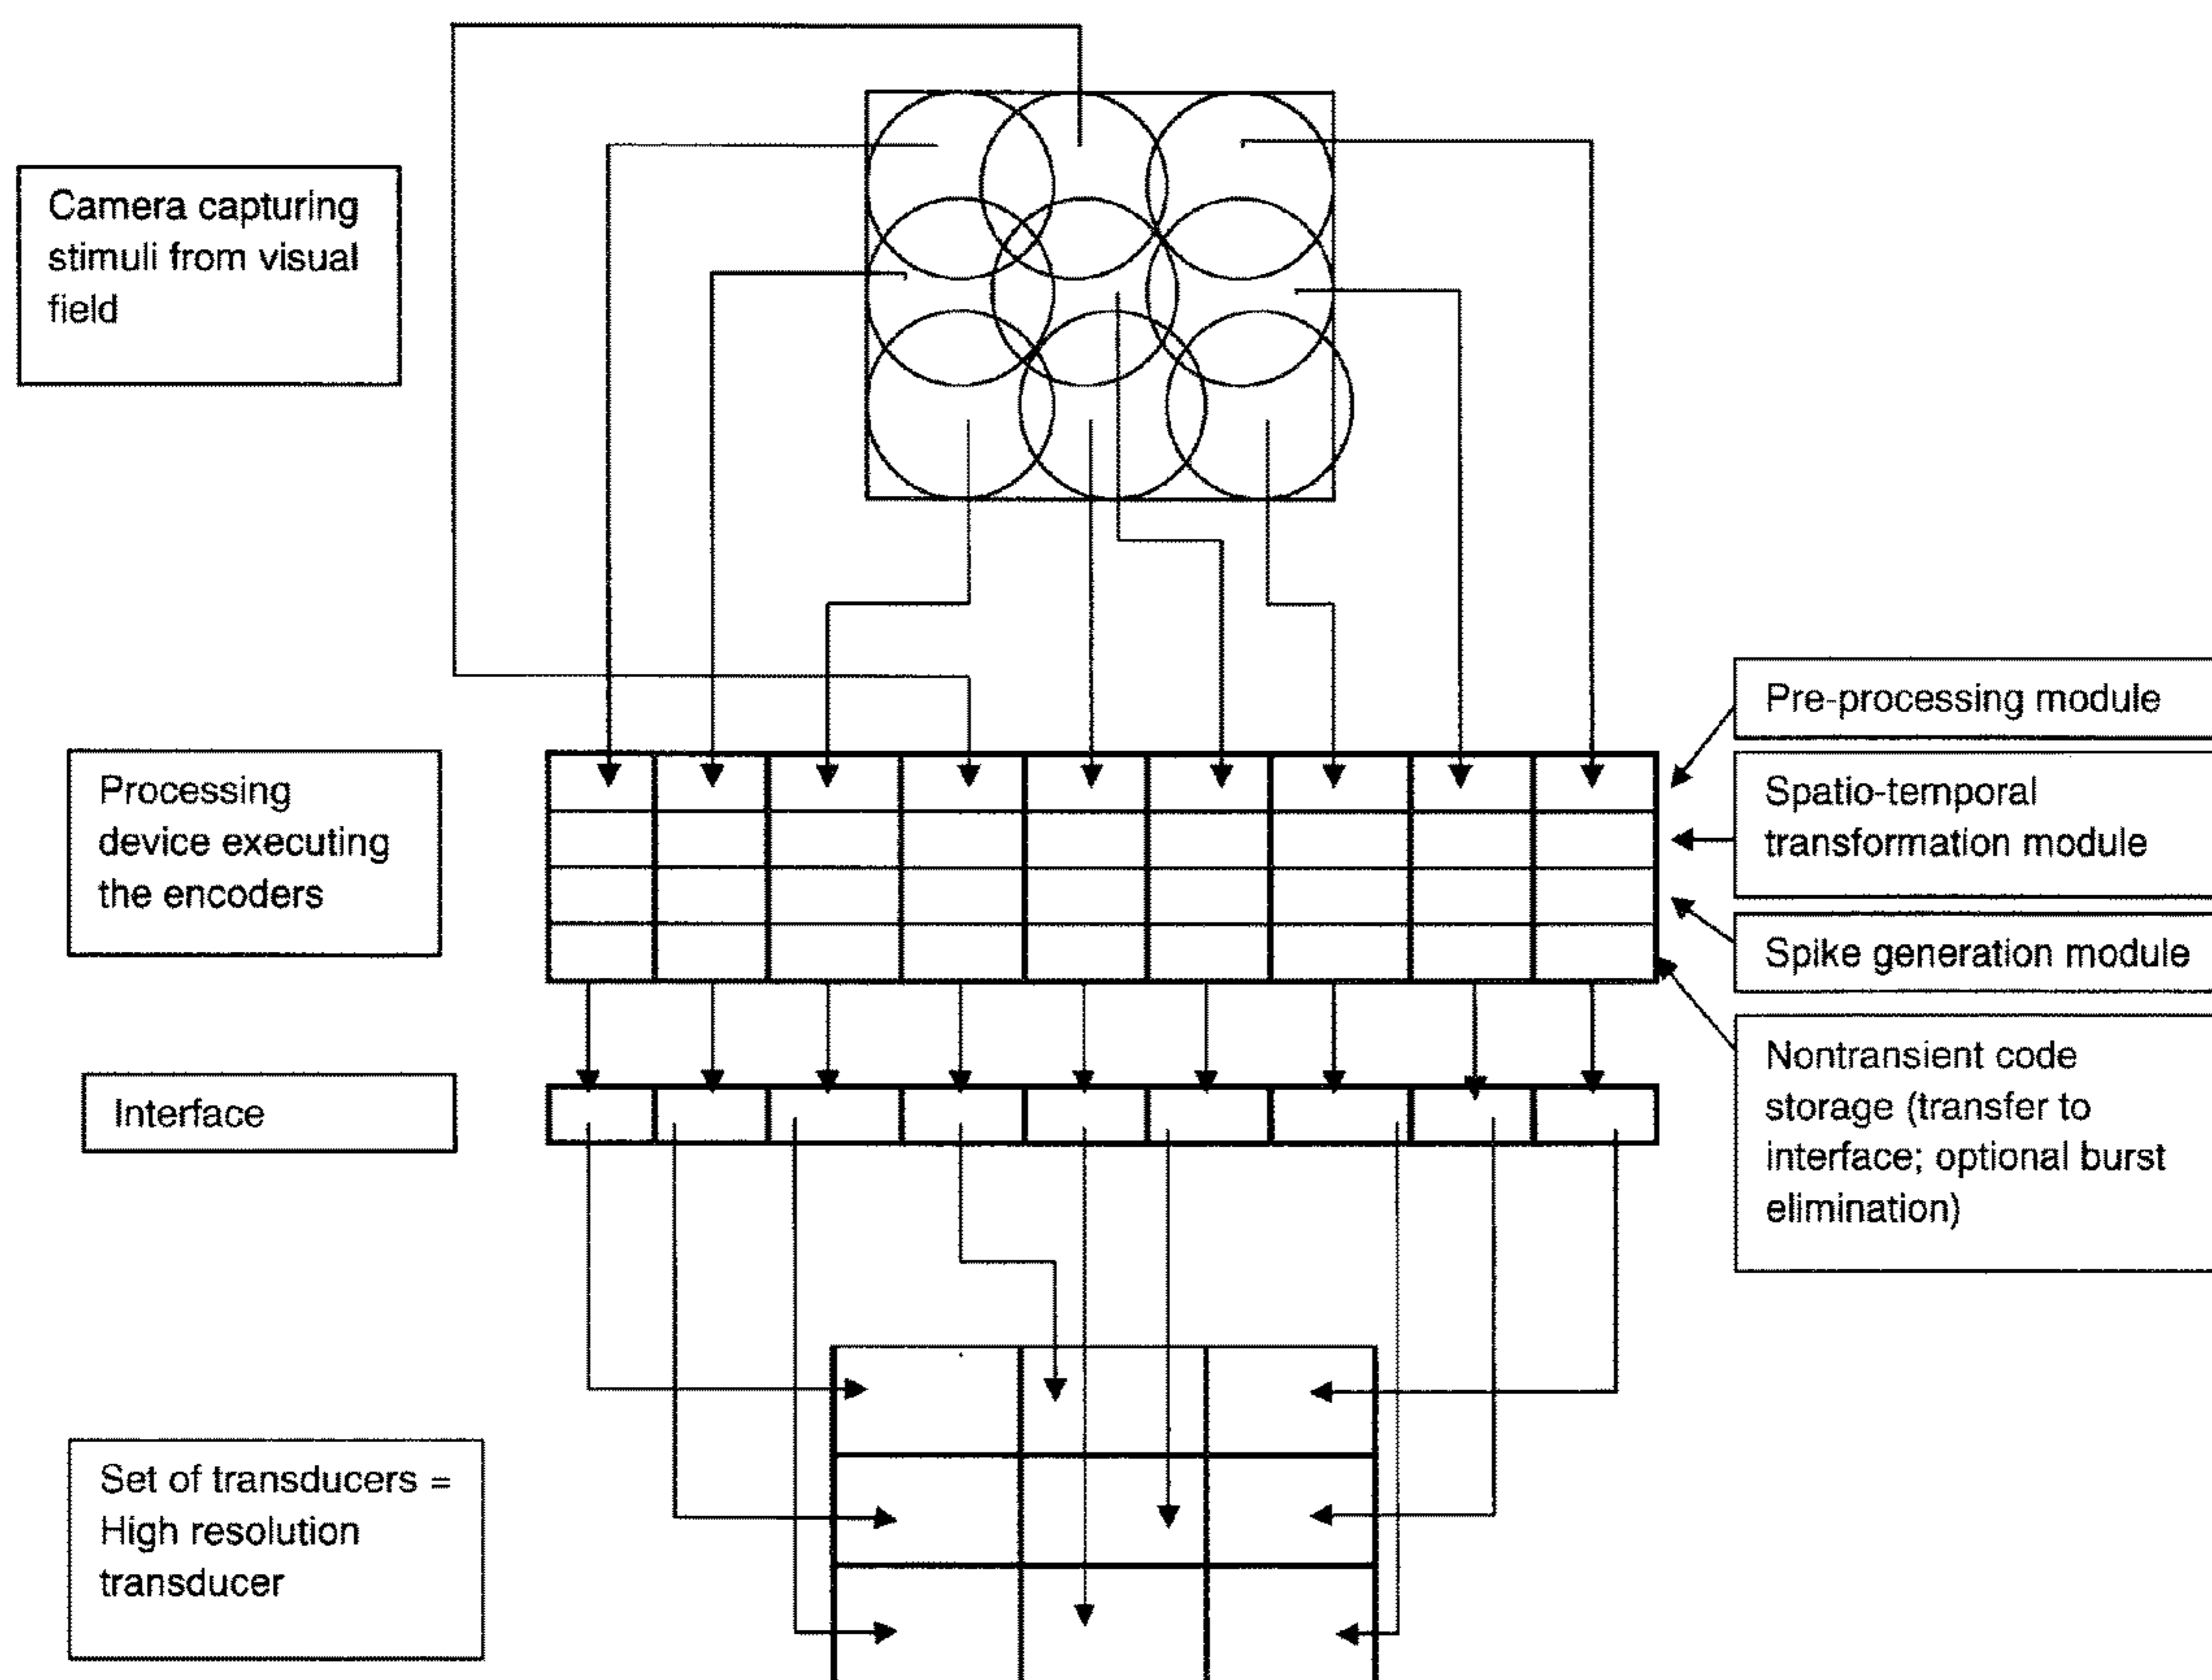 Camera capturing
stimuli from visual
field
Processing
device executing
the encoders
Pre-processing module
Spatio-temporal
transformation module
Spike generation module
Nontransient code
storage (transfer to
interface; optional burst
elimination)
Interface
Set of transducers =
High resolution
transducer